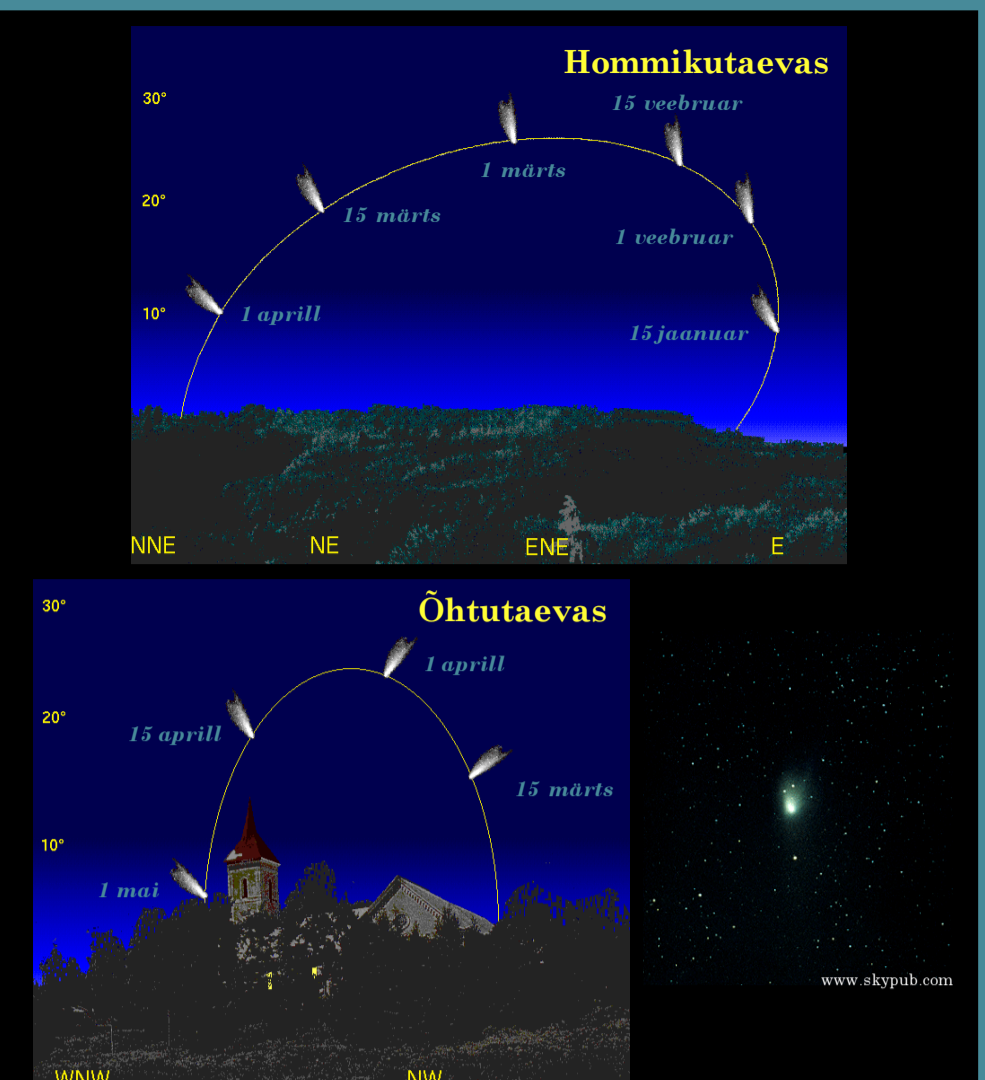 Hommikutaevas
30°
15 veebruar
1 märts
20°
15 märts
1 veebruar
10°
1 aprill
15 jaanuar
NNE
NE
ENE
E
30°
Õhtutaevas
1 aprill
20°
15 aprill
15 märts
10°
1 mai
www.skypub.com
WNW
NW